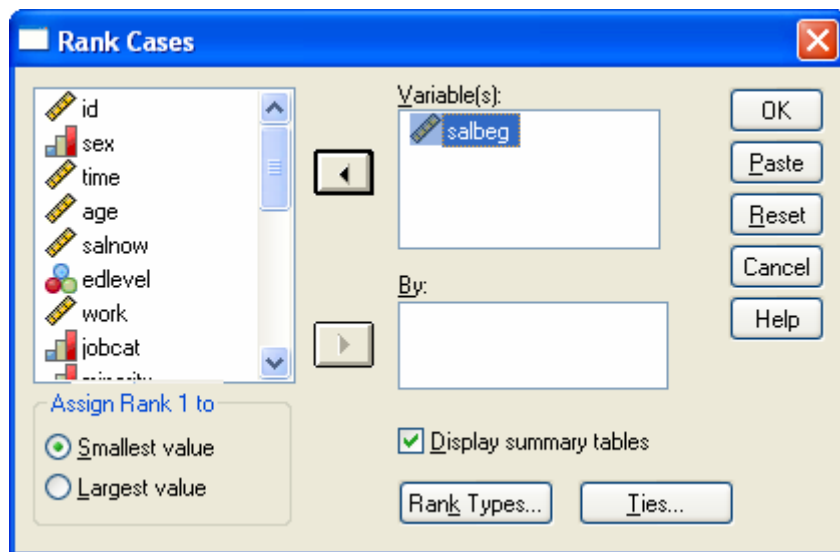 Rank Cases
id
sex
time
age
salnow
edlevel
work
jobcat
Variable(s):
salbeg
By:
OK
Paste
Reset
Cancel
Help
Assign Rank 1 to
Smallest value
Largest value
Display summary tables
Rank Types...
Ties...